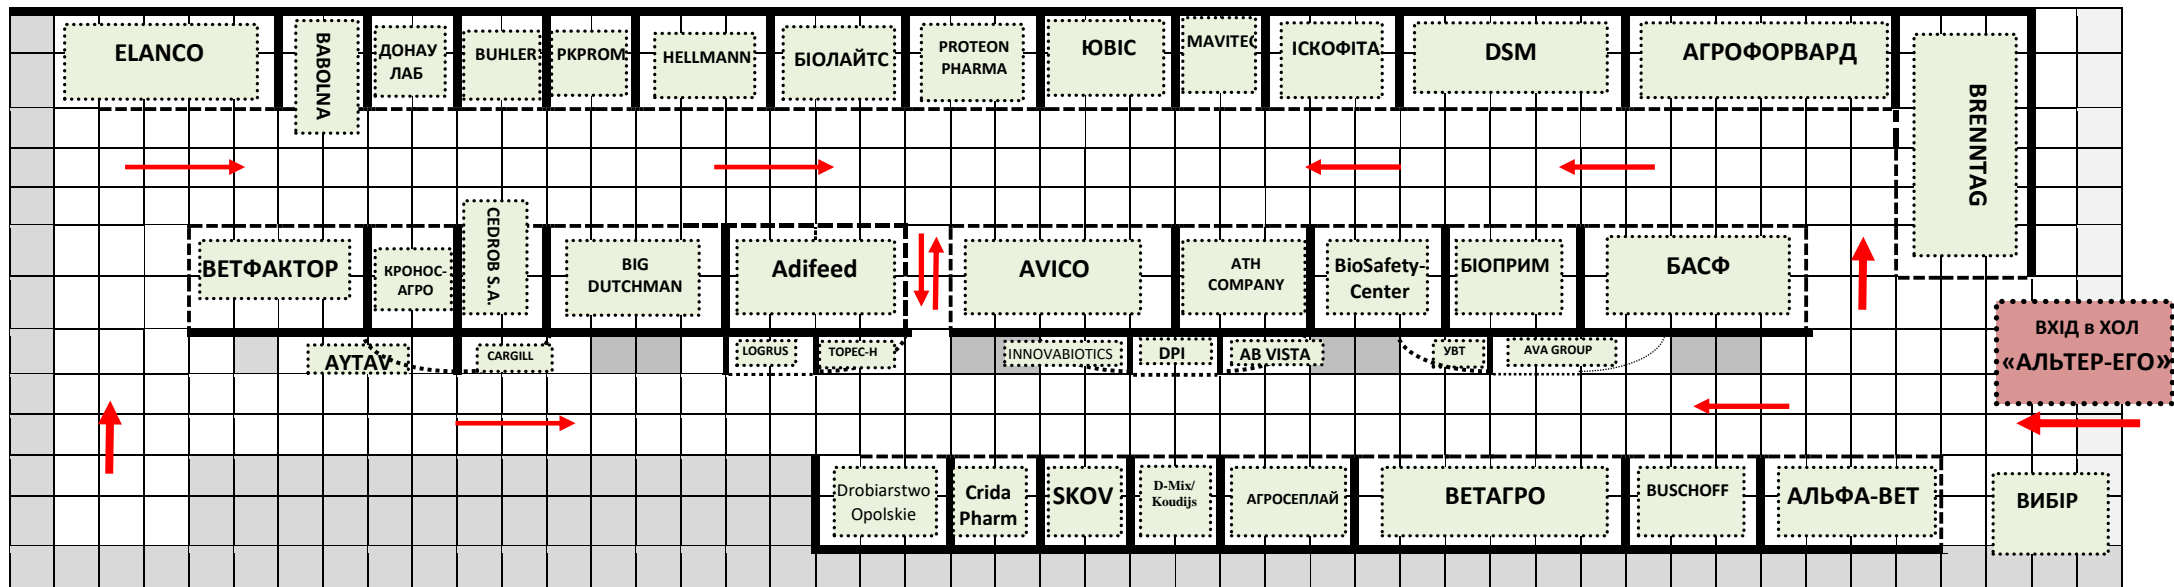 ELANCO
BABOLNA
ДОНАУ
ЛАБ
BUHLER
PKPROM
HELLMANN
БІОЛАЙТС
PROTEON
PHARMA
ЮВІС
MAVITEC
ІСКОФІТА
DSM
АГРОФОРВАРД
BRENNTAG
ВЕТФАКТОР
КРОНОС-
АГРО
CEDROB S.A.
BIG
DUTCHMAN
Adifeed
AVICO
ATH
COMPANY
BioSafety-
Center
БІОПРИМ
БАСФ
ВХІД в ХОЛ
«АЛЬТЕР-ЕГО»
AYTAV
CARGILL
LOGRUS
ТОРЕС-Н
INNOVABIOTICS
DPI
AB VISTA
УВТ
AVA GROUP
Drobiarstwo
Opolskie
Crida
Pharm
SKOV
D-Mix/
Koudijs
АГРОСЕПЛАЙ
ВЕТАГРО
BUSCHOFF
АЛЬФА-ВЕТ
ВИБІР